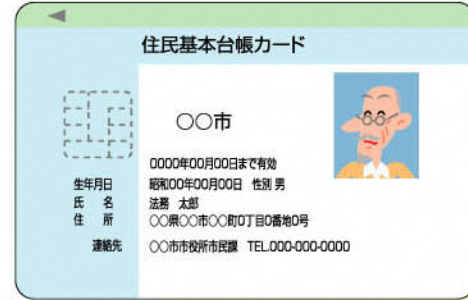 住民基本台帳カード
○○市
0000年00月00日まで有効
生年月日 昭和00年00月00日 性別 男
氏 名 法務 太郎
住 所 ○○県○○市○○町0丁目0番地0号
連絡先 ○○市市役所市民課 TEL.000-000-0000